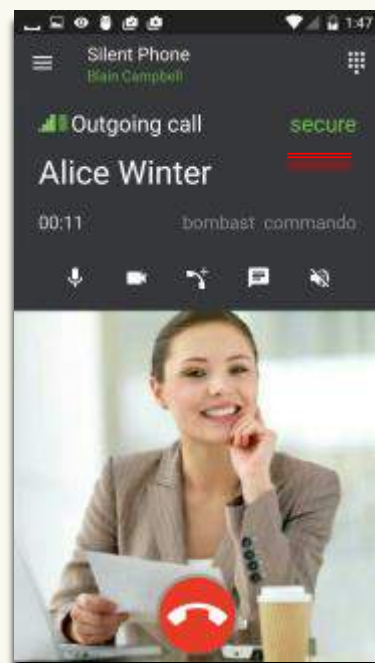 1:47
Silent Phone
Blain Campbell
Outgoing call secure
Alice Winter
00:11 bombast commando